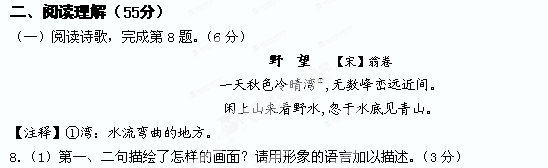 二、阅读理解（55分）
（一）阅读诗歌，完成第 8 题。（6 分）
野 望 【宋】翁卷
一天秋色冷晴湾①，无数峰峦远近间。
闲上山来看野水，忽于水底见青山。
【注释】①湾：水流弯曲的地方。
8.（1）第一、二句描绘了怎样的画面？请用形象的语言加以描述。（3 分）